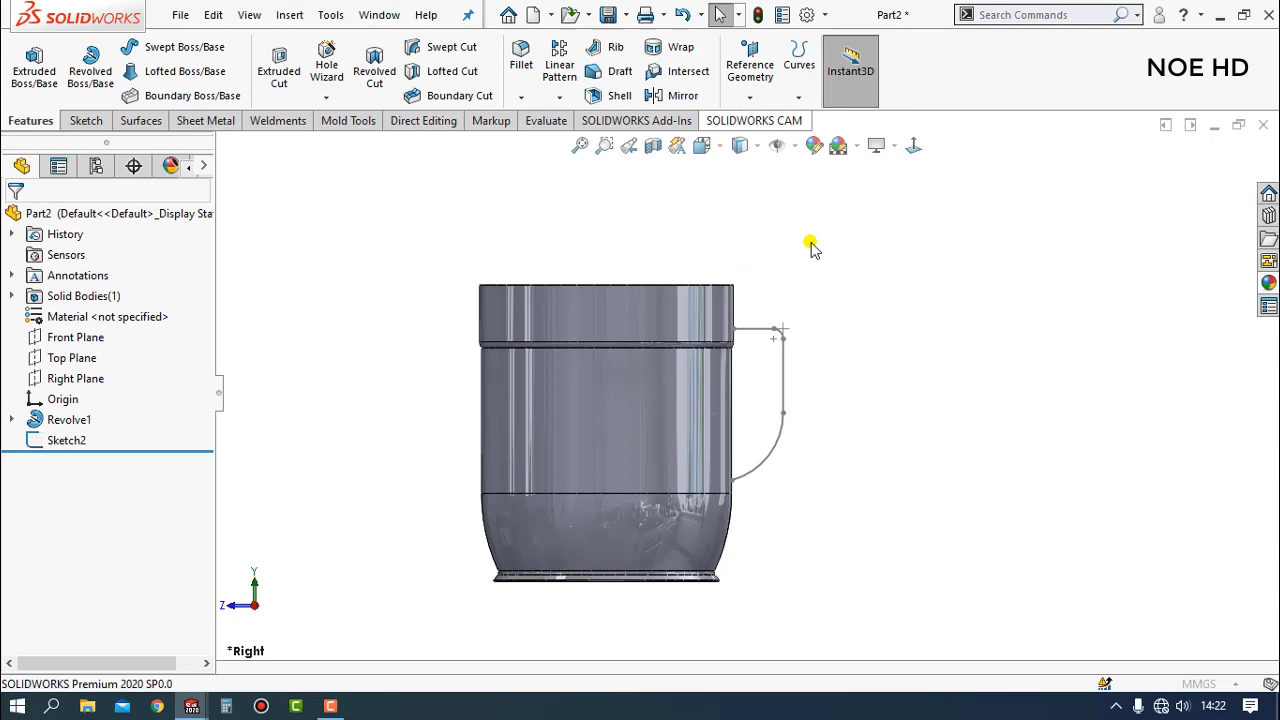 SOLIDWORKS File Edit View Insert Tools Window Help Part2 * Search Commands ?
Extruded Boss/Base
Revolved Boss/Base
Swept Boss/Base
Lofted Boss/Base
Boundary Boss/Base
Extruded Cut
Hole Wizard
Revolved Cut
Swept Cut
Lofted Cut
Boundary Cut
Fillet
Linear Pattern
Rib
Draft
Shell
Wrap
Intersect
Mirror
Reference Geometry
Curves
Instant3D
NOE HD
Features Sketch Surfaces Sheet Metal Weldments Mold Tools Direct Editing Markup Evaluate SOLIDWORKS Add-Ins SOLIDWORKS CAM
Part2 (Default<<Default>_Display Sta
History
Sensors
Annotations
Solid Bodies(1)
Material <not specified>
Front Plane
Top Plane
Right Plane
Origin
Revolve1
Sketch2
Y
Z
*Right
SOLIDWORKS Premium 2020 SP0.0
MMGS
14:22